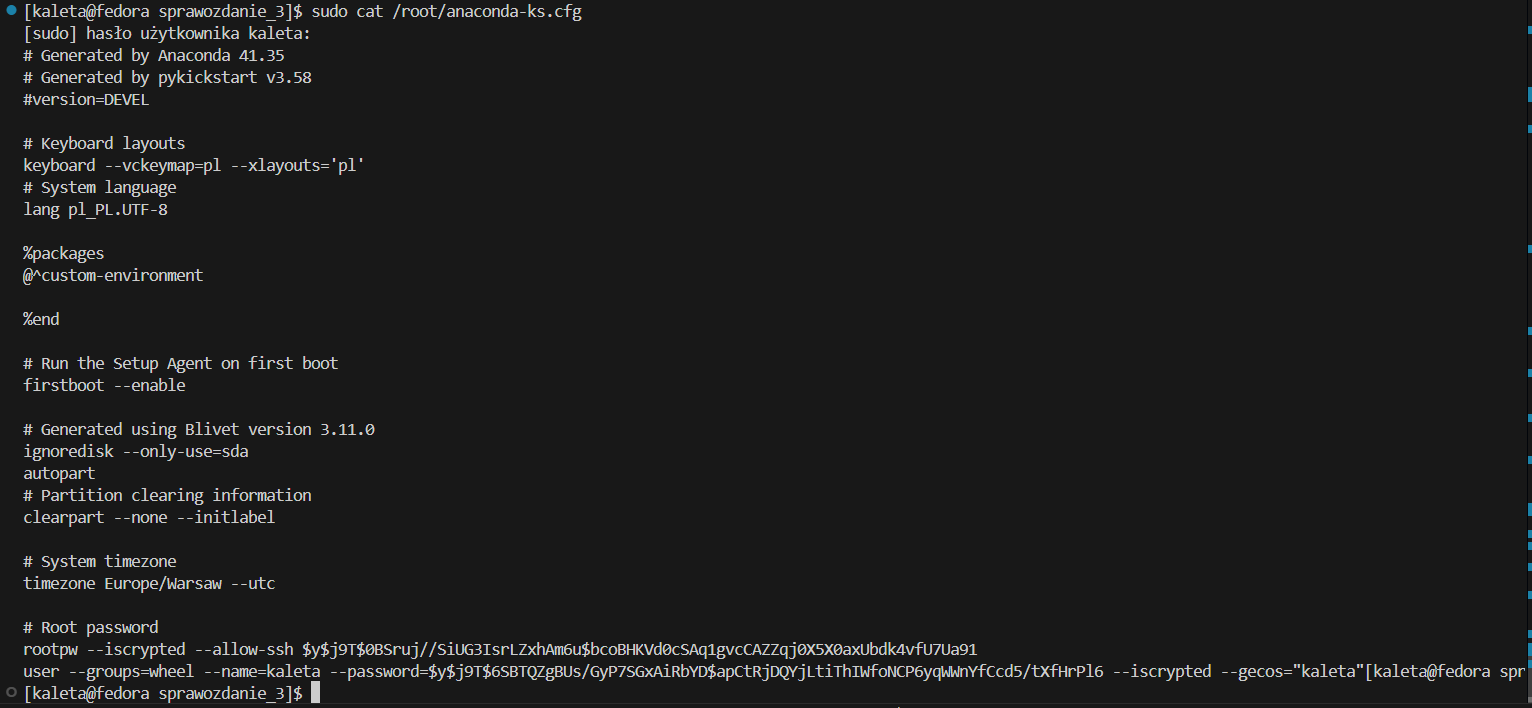 [kaleta@fedora sprawozdanie_3]$ sudo cat /root/anaconda-ks.cfg
[sudo] hasło użytkownika kaleta:
# Generated by Anaconda 41.35
# Generated by pykickstart v3.58
#version=DEVEL
# Keyboard layouts
keyboard --vckeymap=pl --xlayouts='pl'
# System language
lang pl_PL.UTF-8
%packages
@^custom-environment
%end
# Run the Setup Agent on first boot
firstboot --enable
# Generated using Blivet version 3.11.0
ignoredisk --only-use=sda
autopart
# Partition clearing information
clearpart --none --initlabel
# System timezone
timezone Europe/Warsaw --utc
# Root password
rootpw --iscrypted --allow-ssh $y$j9T$0BSruj//SiUG3IsrLZxhAm6u$bcoBHKVd0cSAq1gvcCAZZqj0X5X0axUbdk4vfU7Ua91
user --groups=wheel --name=kaleta --password=$y$j9T$6SBTQZgBUs/GyP7SGxAiRbYD$apCtRjDQYjLtiThIWfoNCP6yqWWnYfCcd5/tXfHrPl6 --iscrypted --gecos="kaleta"[kaleta@fedora spr
[kaleta@fedora sprawozdanie_3]$